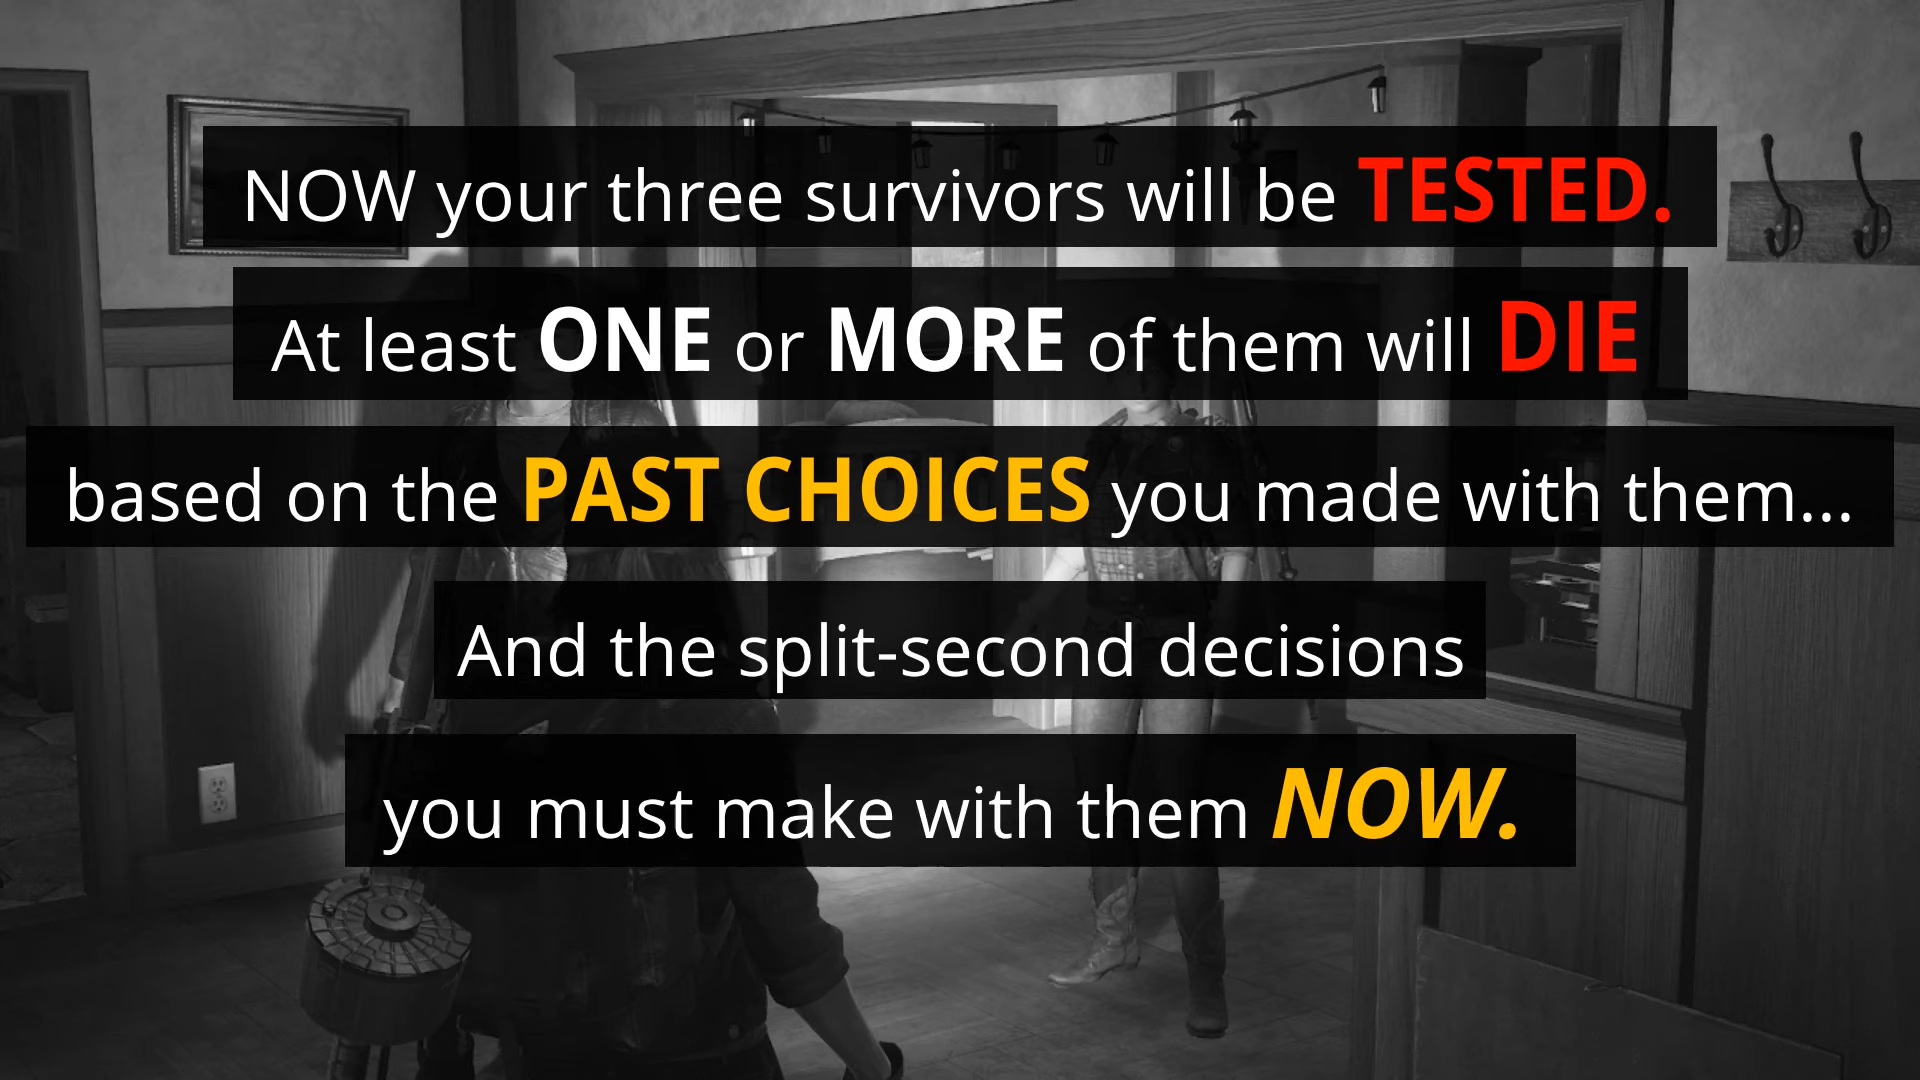 NOW your three survivors will be TESTED.
At least ONE or MORE of them will DIE
based on the PAST CHOICES you made with them...
And the split-second decisions
you must make with them NOW.